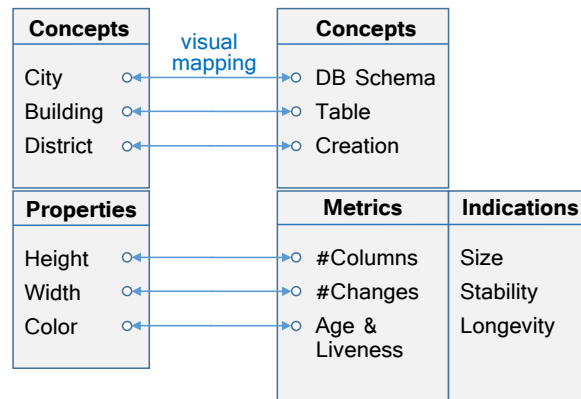 Concepts
visual
mapping
Concepts
City
DB Schema
Building
Table
District
Creation
Properties
Metrics
Indications
Height
#Columns
Size
Width
#Changes
Stability
Color
Age &
Liveness
Longevity